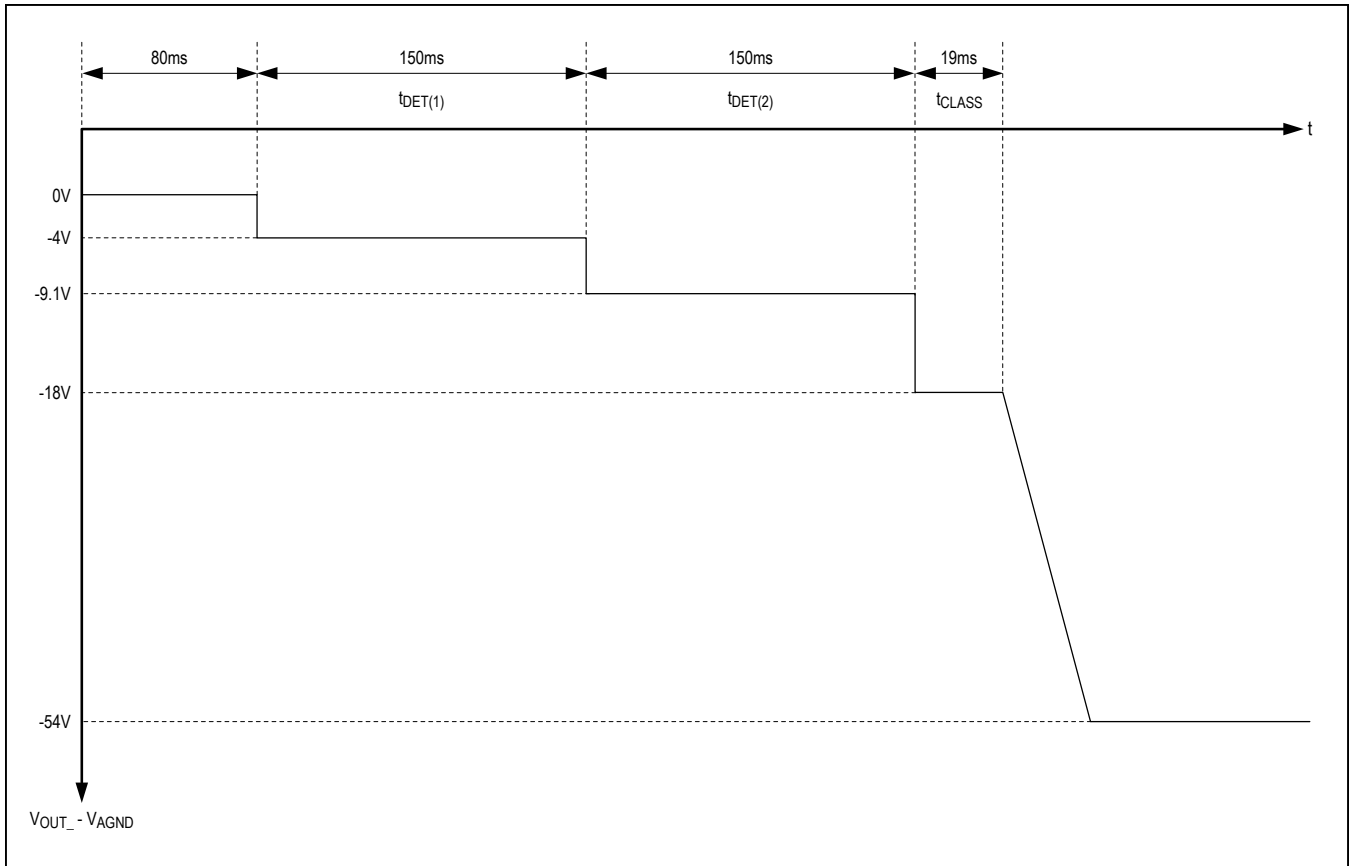 80ms 150ms 150ms 19ms
tDET(1) tDET(2) tCLASS
t
0V
-4V
-9.1V
-18V
-54V
VOUT_ - VAGND